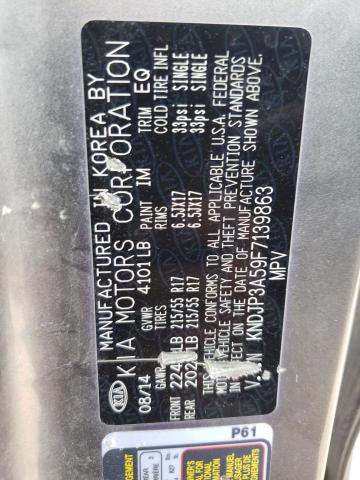 MANUFACTURED IN KOREA BY
KIA MOTORS CORPORATION
08/14 GVWR 4101LB PAINT IM TRIM EQ
GAWR TIRES RIMS COLD TIRE INFL
FRONT LB 215/55 R17 6.5JX17 33psi SINGLE
REAR LB 215/55 R17 6.5JX17 33psi SINGLE
THIS VEHICLE CONFORMS TO ALL APPLICABLE U.S.A. FEDERAL
MOTOR VEHICLE SAFETY AND THEFT PREVENTION STANDARDS
IN EFFECT ON THE DATE OF MANUFACTURE SHOWN ABOVE.
KNDJP3A59F7139863
MPV
KIA
P61